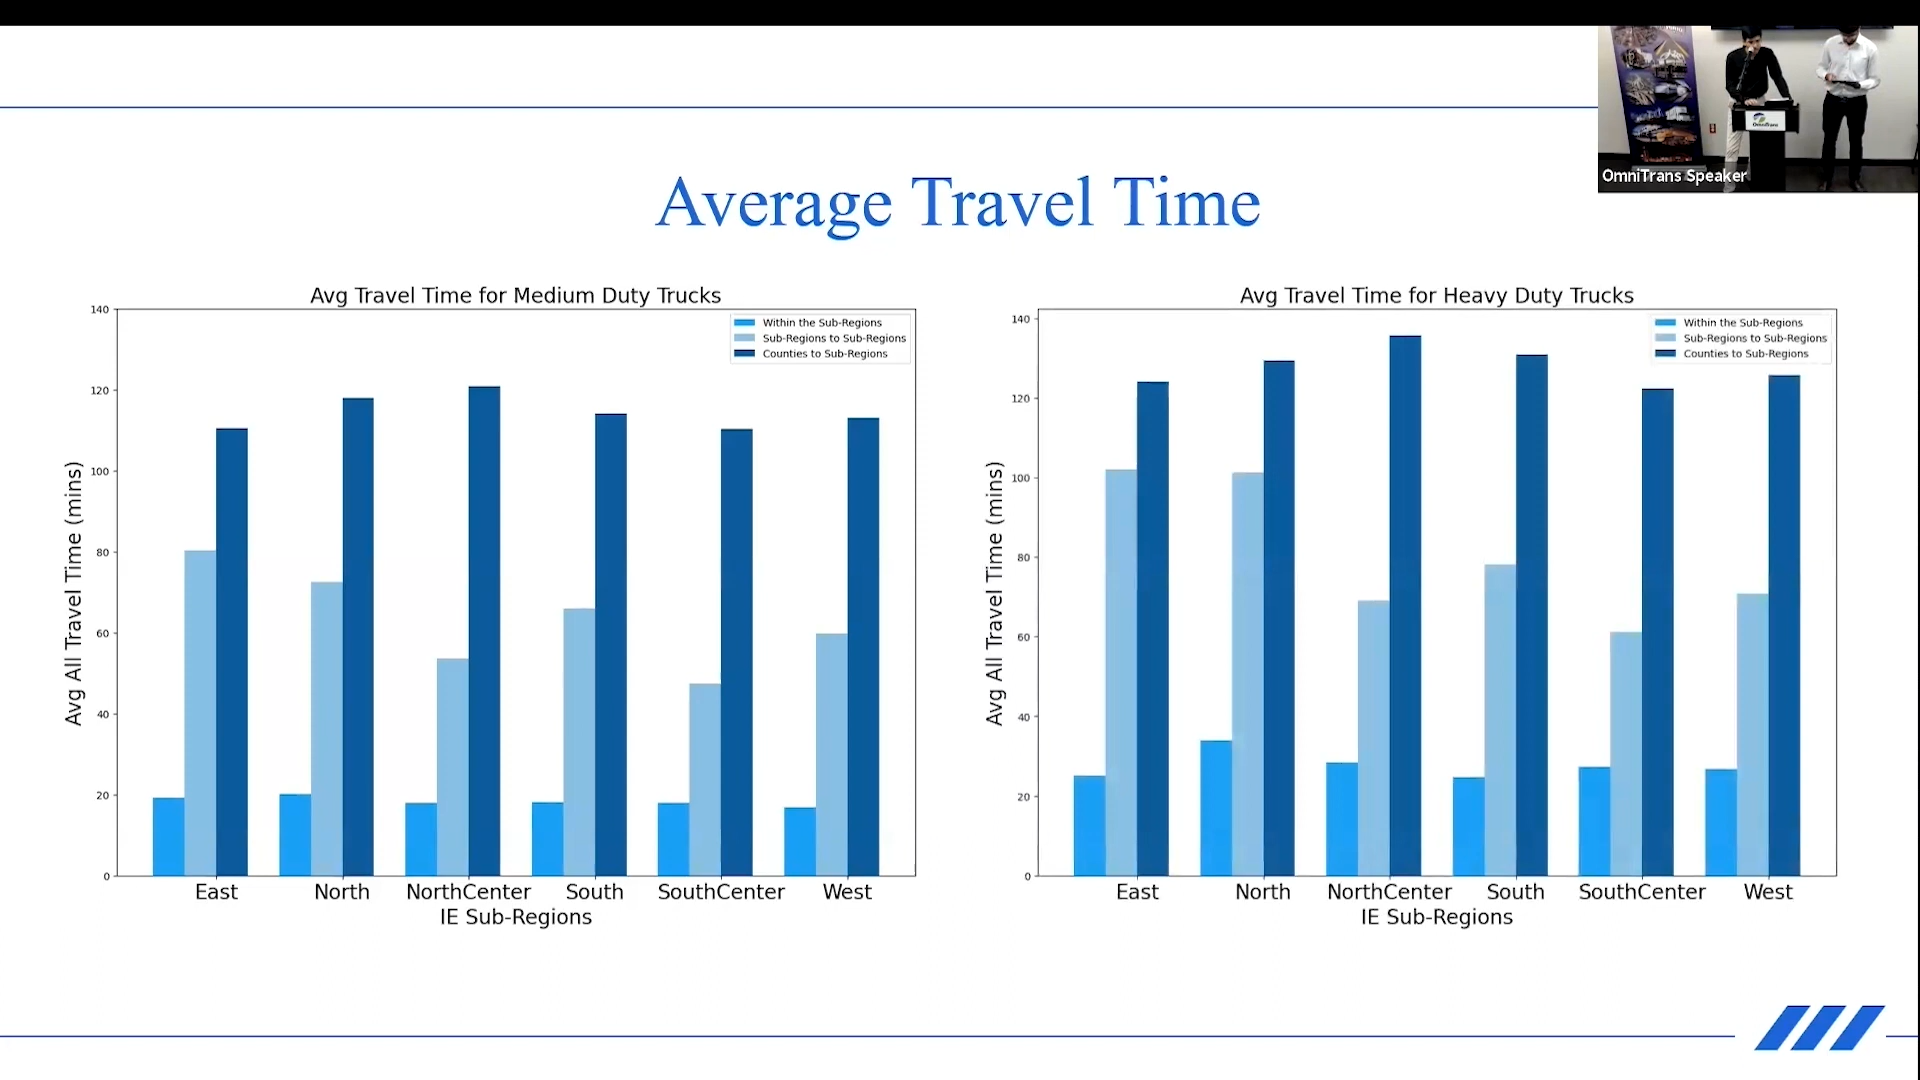 OmniTrans
OmniTrans Speaker
Average Travel Time
Avg Travel Time for Medium Duty Trucks
Within the Sub-Regions
Sub-Regions to Sub-Regions
Counties to Sub-Regions
Avg All Travel Time (mins)
140
120
100
80
60
40
20
0
East North NorthCenter South SouthCenter West
IE Sub-Regions
Avg Travel Time for Heavy Duty Trucks
Within the Sub-Regions
Sub-Regions to Sub-Regions
Counties to Sub-Regions
Avg All Travel Time (mins)
140
120
100
80
60
40
20
0
East North NorthCenter South SouthCenter West
IE Sub-Regions